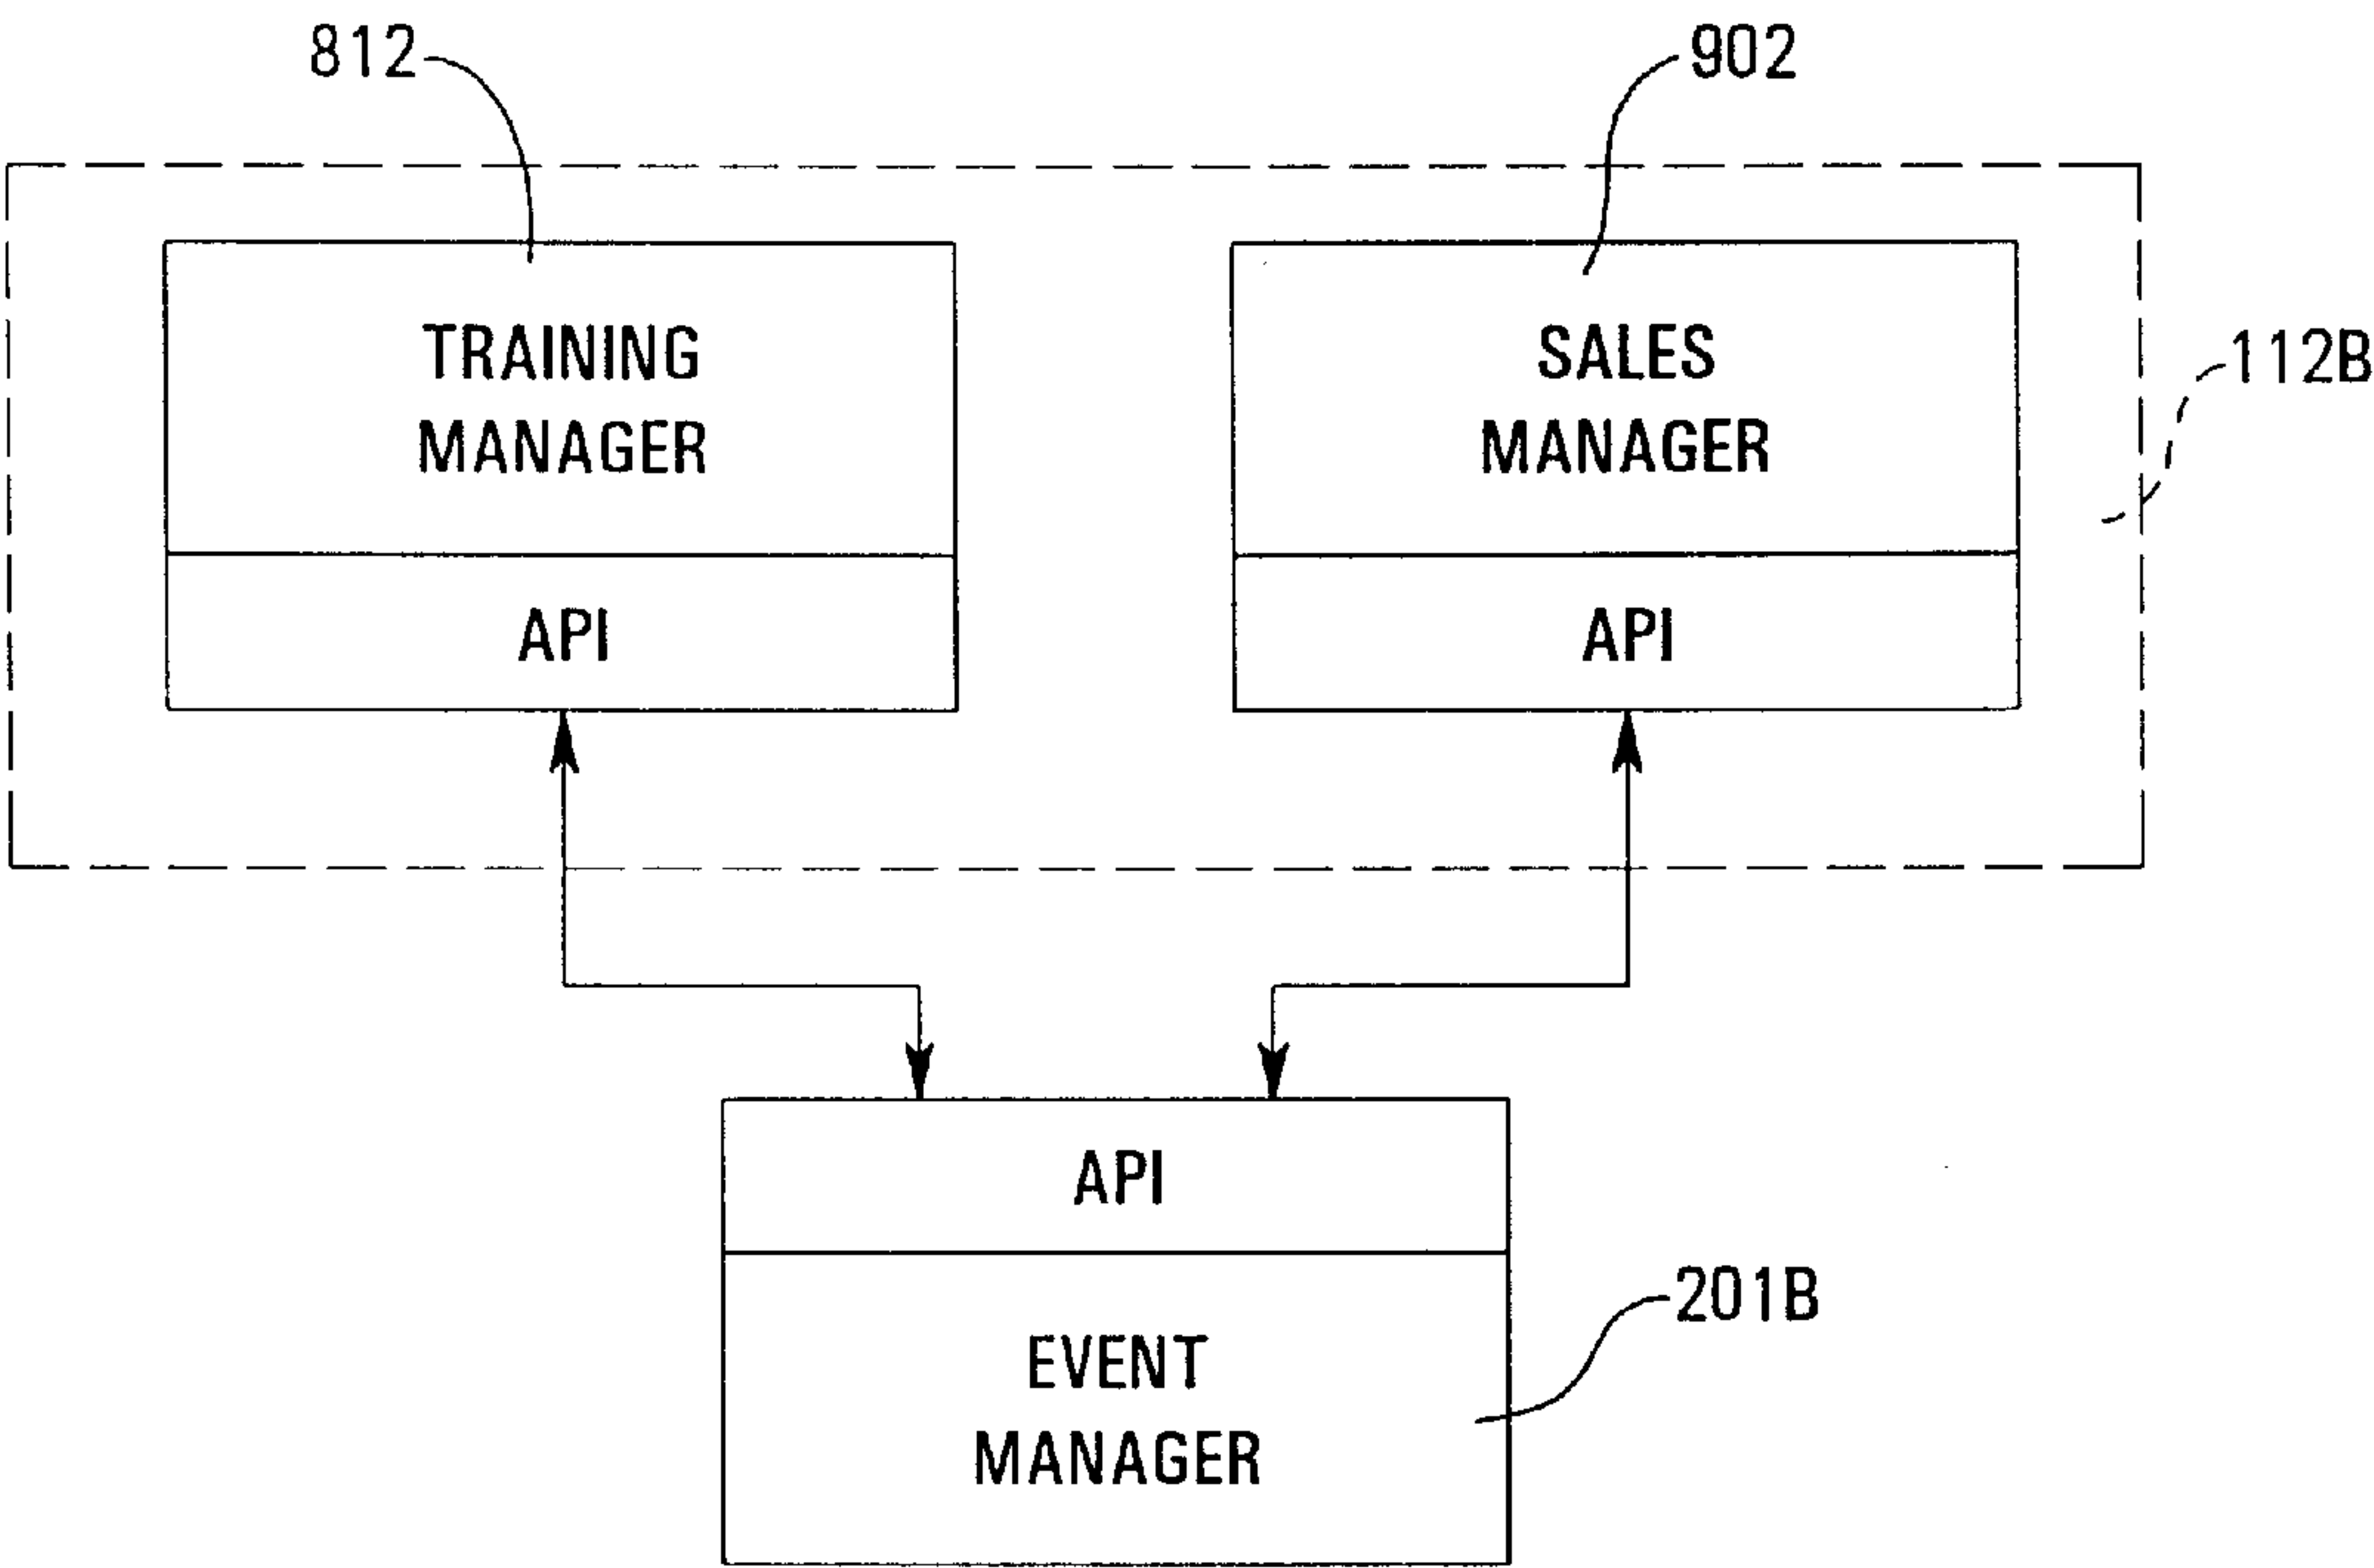 812
902
TRAINING
MANAGER
SALES
MANAGER
112B
API
API
API
EVENT
MANAGER
201B